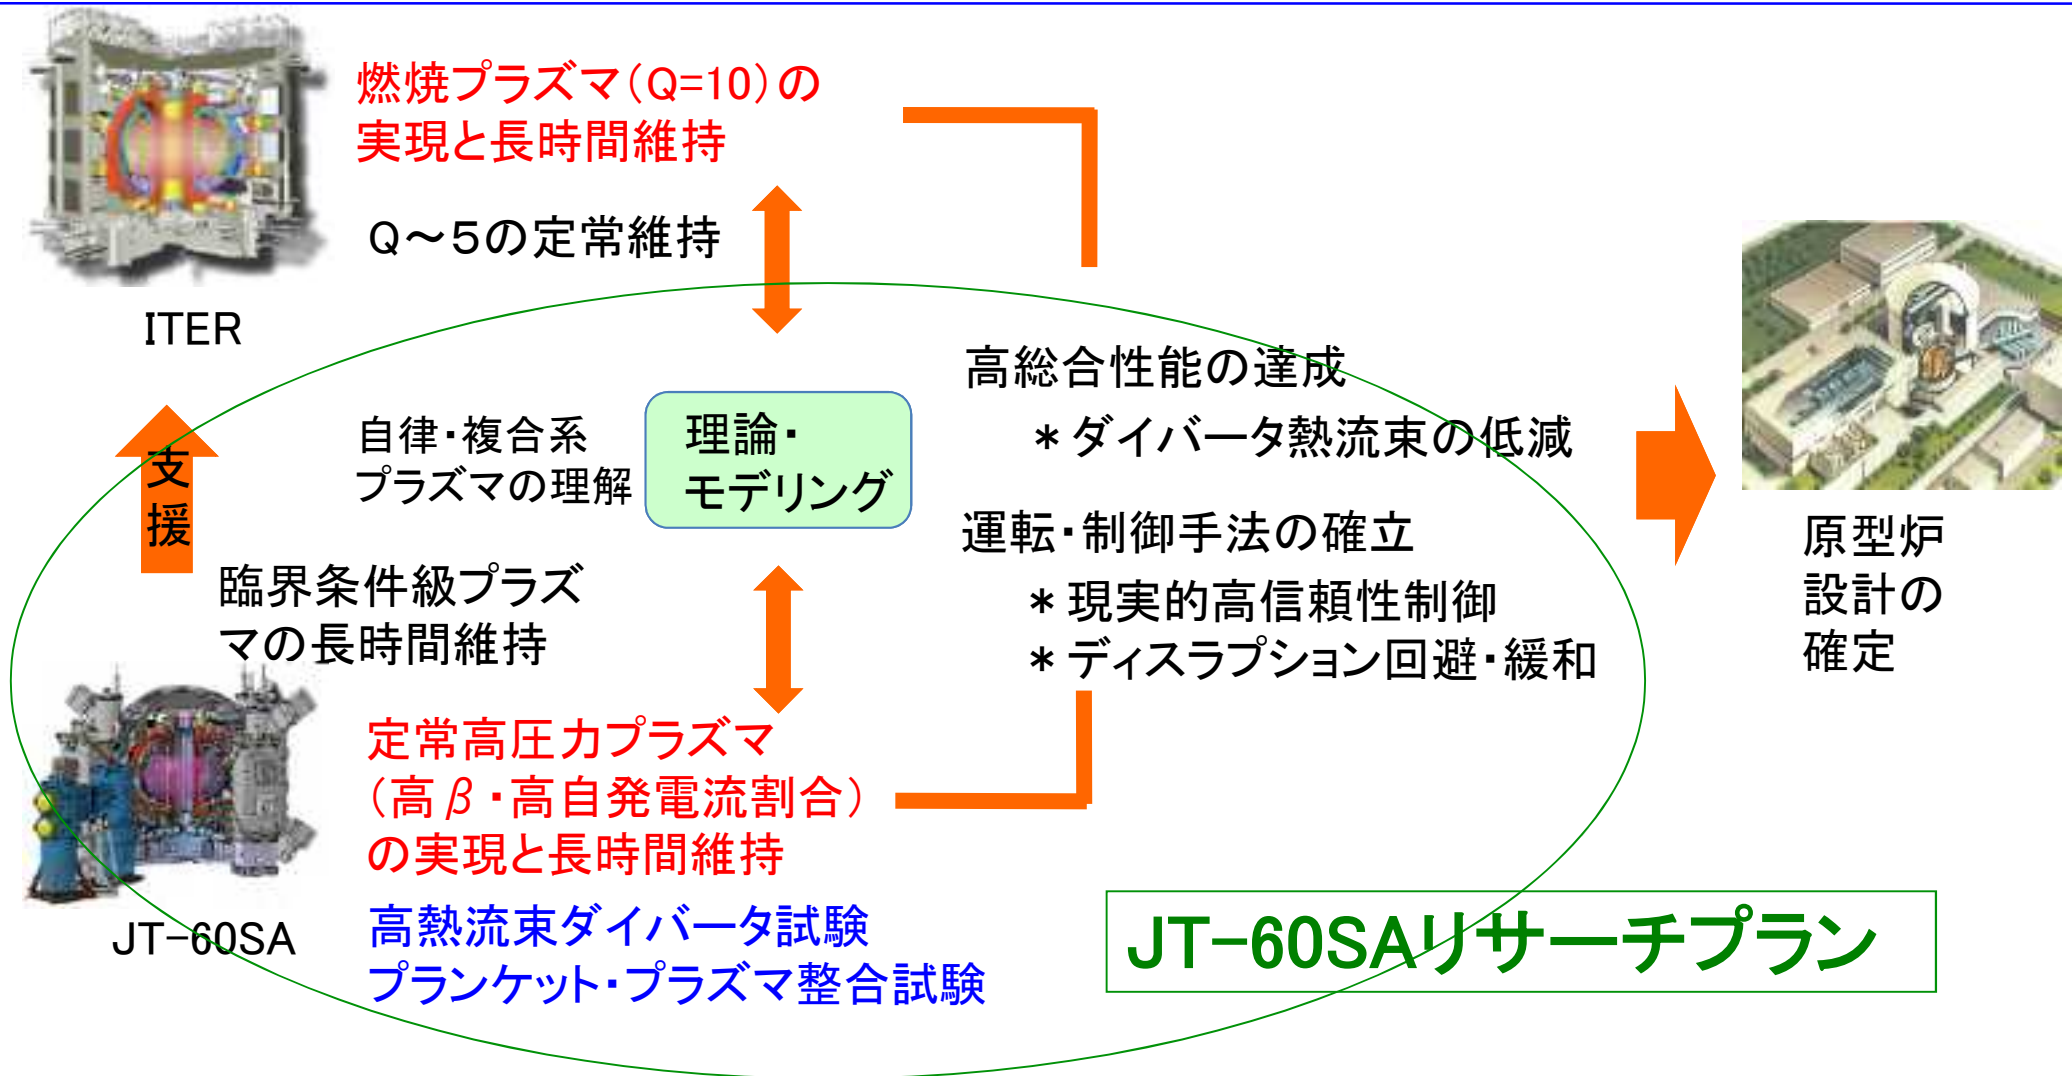 燃焼プラズマ（Q=10）の
実現と長時間維持
Q～5の定常維持
ITER
支
援
自律・複合系
プラズマの理解
理論・
モデリング
高総合性能の達成
＊ダイバータ熱流束の低減
運転・制御手法の確立
＊現実的高信頼性制御
＊ディスラプション回避・緩和
原型炉
設計の
確定
臨界条件級プラズ
マの長時間維持
定常高圧力プラズマ
（高β・高自発電流割合）
の実現と長時間維持
高熱流束ダイバータ試験
ブランケット・プラズマ整合試験
JT-60SA
JT-60SAリサーチプラン